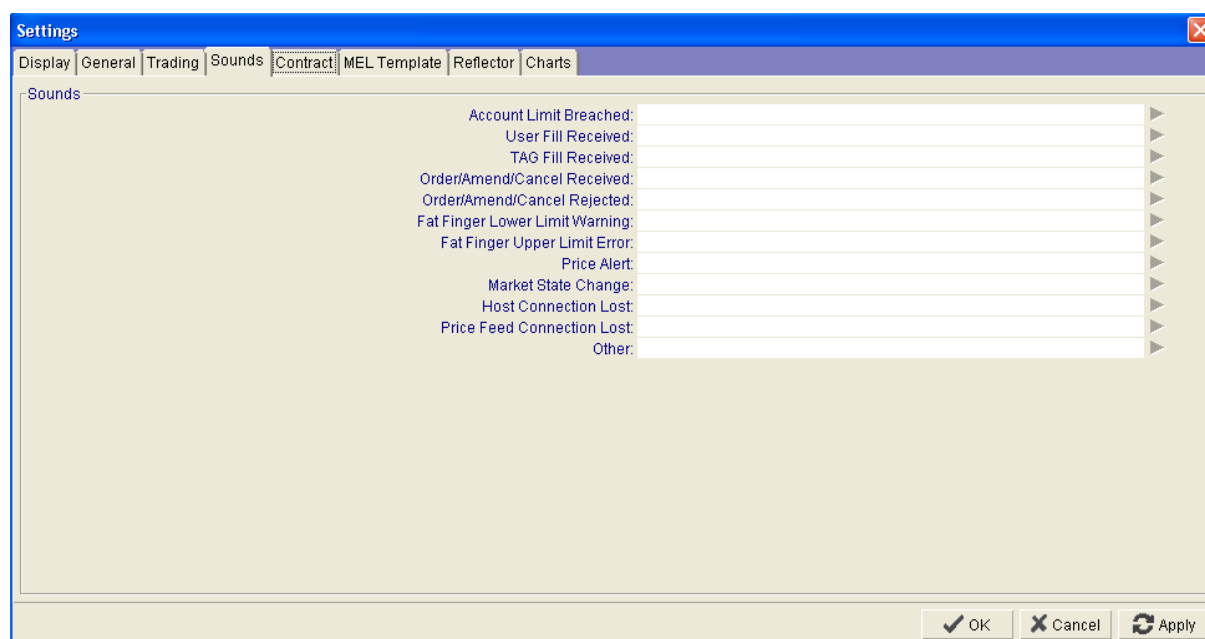 Settings
Display General Trading Sounds Contract MEL Template Reflector Charts
Sounds
Account Limit Breached:
User Fill Received:
TAG Fill Received:
Order/Amend/Cancel Received:
Order/Amend/Cancel Rejected:
Fat Finger Lower Limit Warning:
Fat Finger Upper Limit Error:
Price Alert:
Market State Change:
Host Connection Lost:
Price Feed Connection Lost:
Other:
OK Cancel Apply